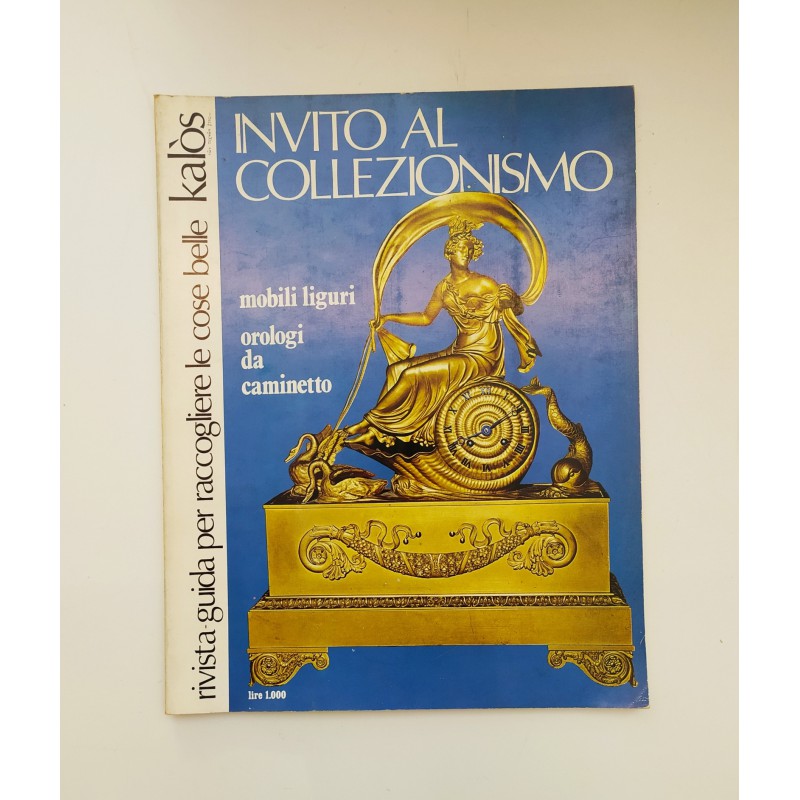 INVITO AL
COLLEZIONISMO
mobili liguri
orologi
da
caminetto
lire 1.000
rivista-guida per raccogliere le cose belle kalòs